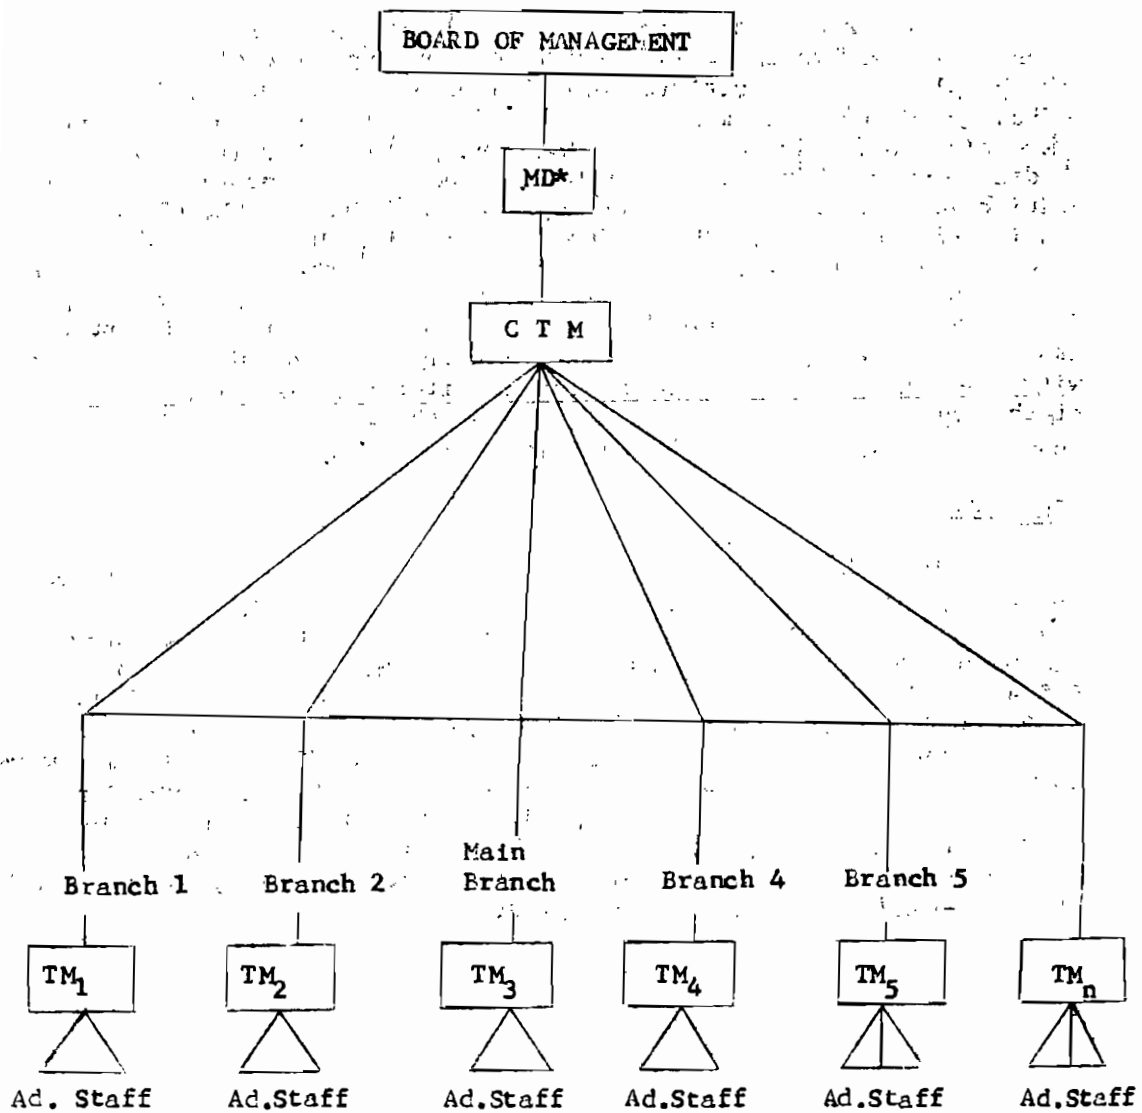 BOARD OF MANAGEMENT
MD*
C T M
Branch 1
Branch 2
Main
Branch
Branch 4
Branch 5
TM1
TM2
TM3
TM4
TM5
TMn
Ad. Staff
Ad.Staff
Ad.Staff
Ad.Staff
Ad.Staff
Ad.Staff